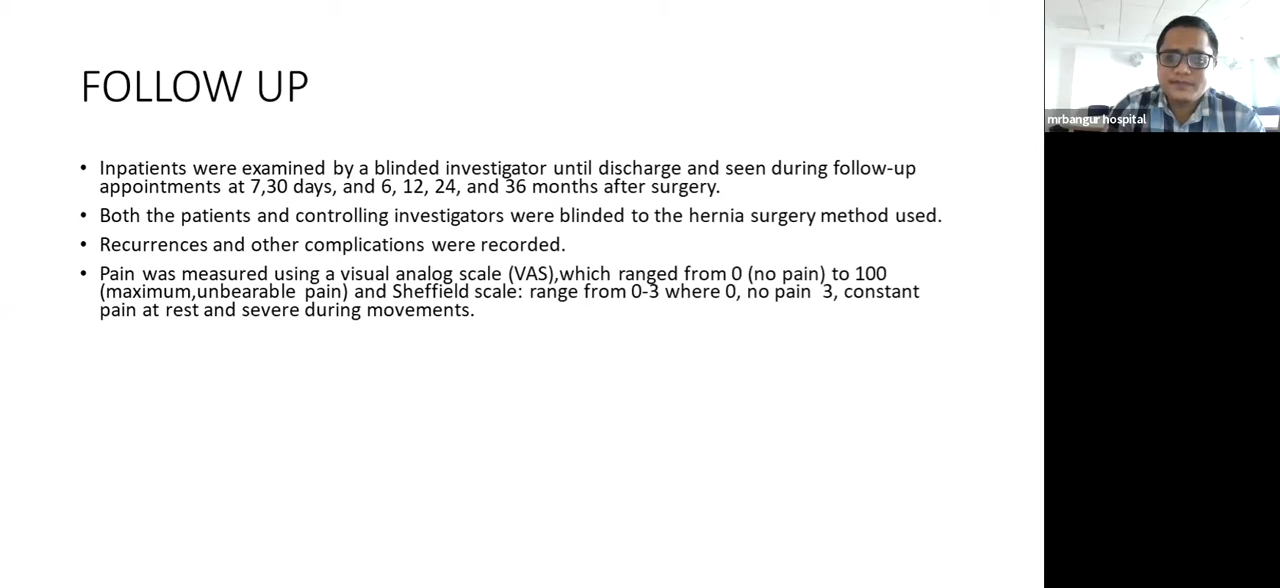 FOLLOW UP
mrbangur hospital
• Inpatients were examined by a blinded investigator until discharge and seen during follow-up
appointments at 7,30 days, and 6, 12, 24, and 36 months after surgery.
• Both the patients and controlling investigators were blinded to the hernia surgery method used.
• Recurrences and other complications were recorded.
• Pain was measured using a visual analog scale (VAS),which ranged from 0 (no pain) to 100
(maximum,unbearable pain) and Sheffield scale: range from 0-3 where 0, no pain 3, constant
pain at rest and severe during movements.